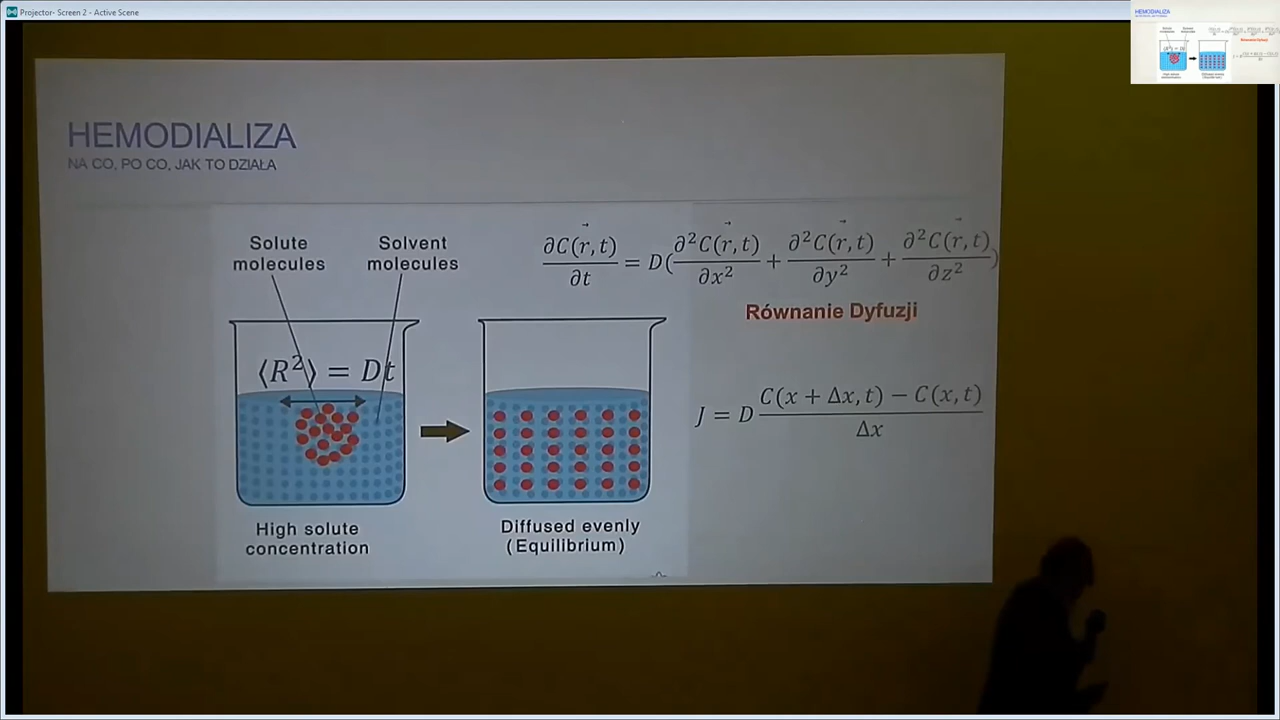 Projector- Screen 2 - Active Scene
HEMODIALIZA
NA CO, PO CO, JAK TO DZIAŁA
Solute
molecules
Solvent
molecules
⟨R²⟩ = Dt
High solute
concentration
Diffused evenly
(Equilibrium)
∂C(r⃗,t)/∂t = D(∂²C(r⃗,t)/∂x² + ∂²C(r⃗,t)/∂y² + ∂²C(r⃗,t)/∂z²)
Równanie Dyfuzji
J = D (C(x + Δx, t) − C(x, t))/Δx
HEMODIALIZA